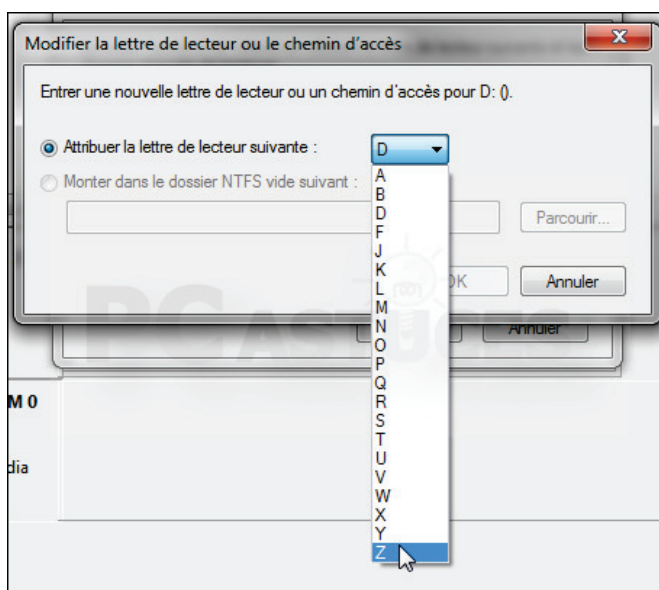 Modifier la lettre de lecteur ou le chemin d'accès
Entrer une nouvelle lettre de lecteur ou un chemin d'accès pour D: ().
Attribuer la lettre de lecteur suivante :
D
Monter dans le dossier NTFS vide suivant :
Parcourir...
A
B
D
F
J
K
L
M
N
O
P
Q
R
S
T
U
V
W
X
Y
Z
Annuler
Annuler
PC ASTUCES
M 0
dia